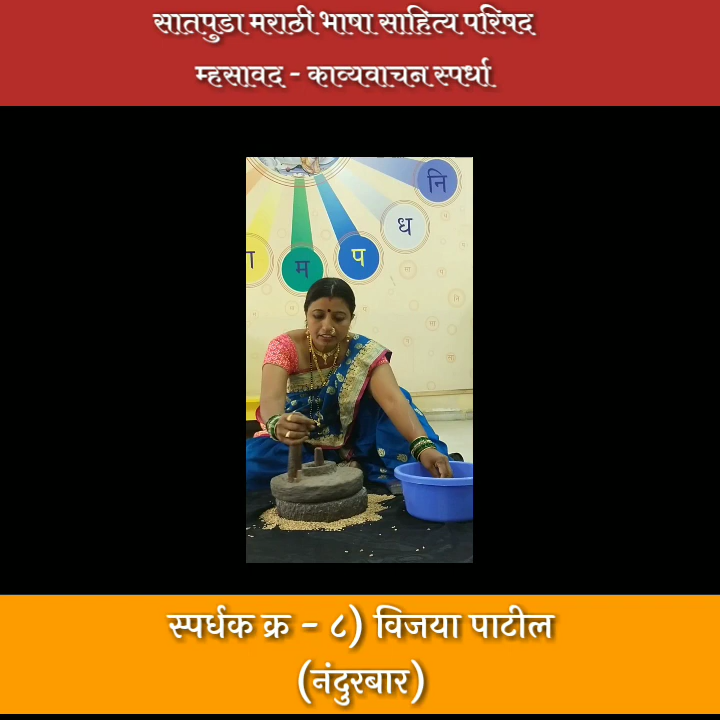 सातपुडा मराठी भाषा साहित्य परिषद
म्हसावद - काव्यवाचन स्पर्धा
नि
ध
प
म
स्पर्धक क्र - ८) विजया पाटील
(नंदुरबार)